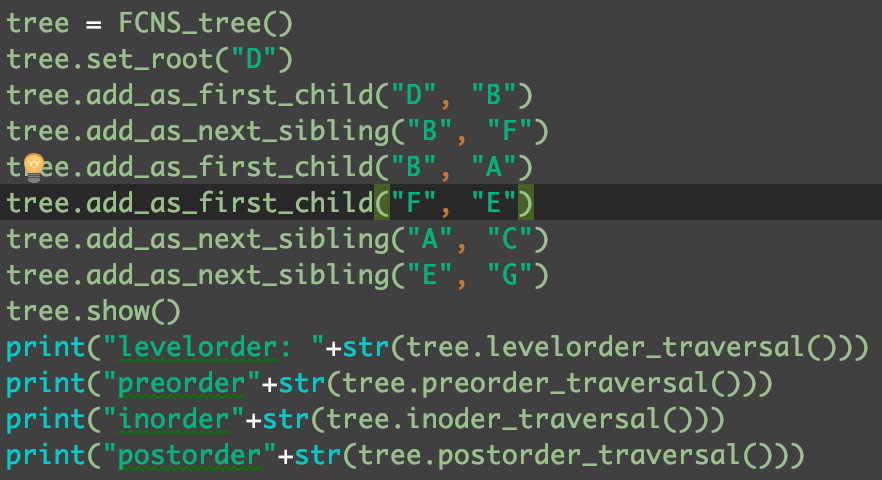 tree = FCNS_tree()
tree.set_root("D")
tree.add_as_first_child("D", "B")
tree.add_as_next_sibling("B", "F")
tree.add_as_first_child("B", "A")
tree.add_as_first_child("F", "E")
tree.add_as_next_sibling("A", "C")
tree.add_as_next_sibling("E", "G")
tree.show()
print("levelorder: "+str(tree.levelorder_traversal()))
print("preorder"+str(tree.preorder_traversal()))
print("inorder"+str(tree.inoder_traversal()))
print("postorder"+str(tree.postorder_traversal()))